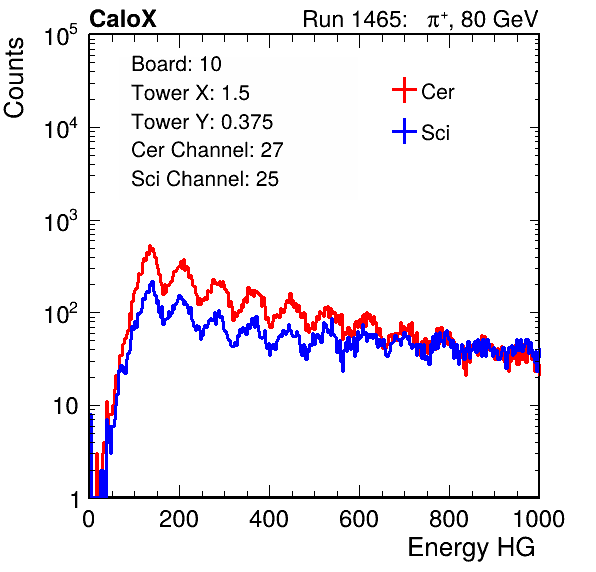 CaloX Run 1465: π⁺, 80 GeV
Counts
10⁵
10⁴
10³
10²
10
1
Board: 10
Tower X: 1.5
Tower Y: 0.375
Cer Channel: 27
Sci Channel: 25
Cer
Sci
0 200 400 600 800 1000
Energy HG